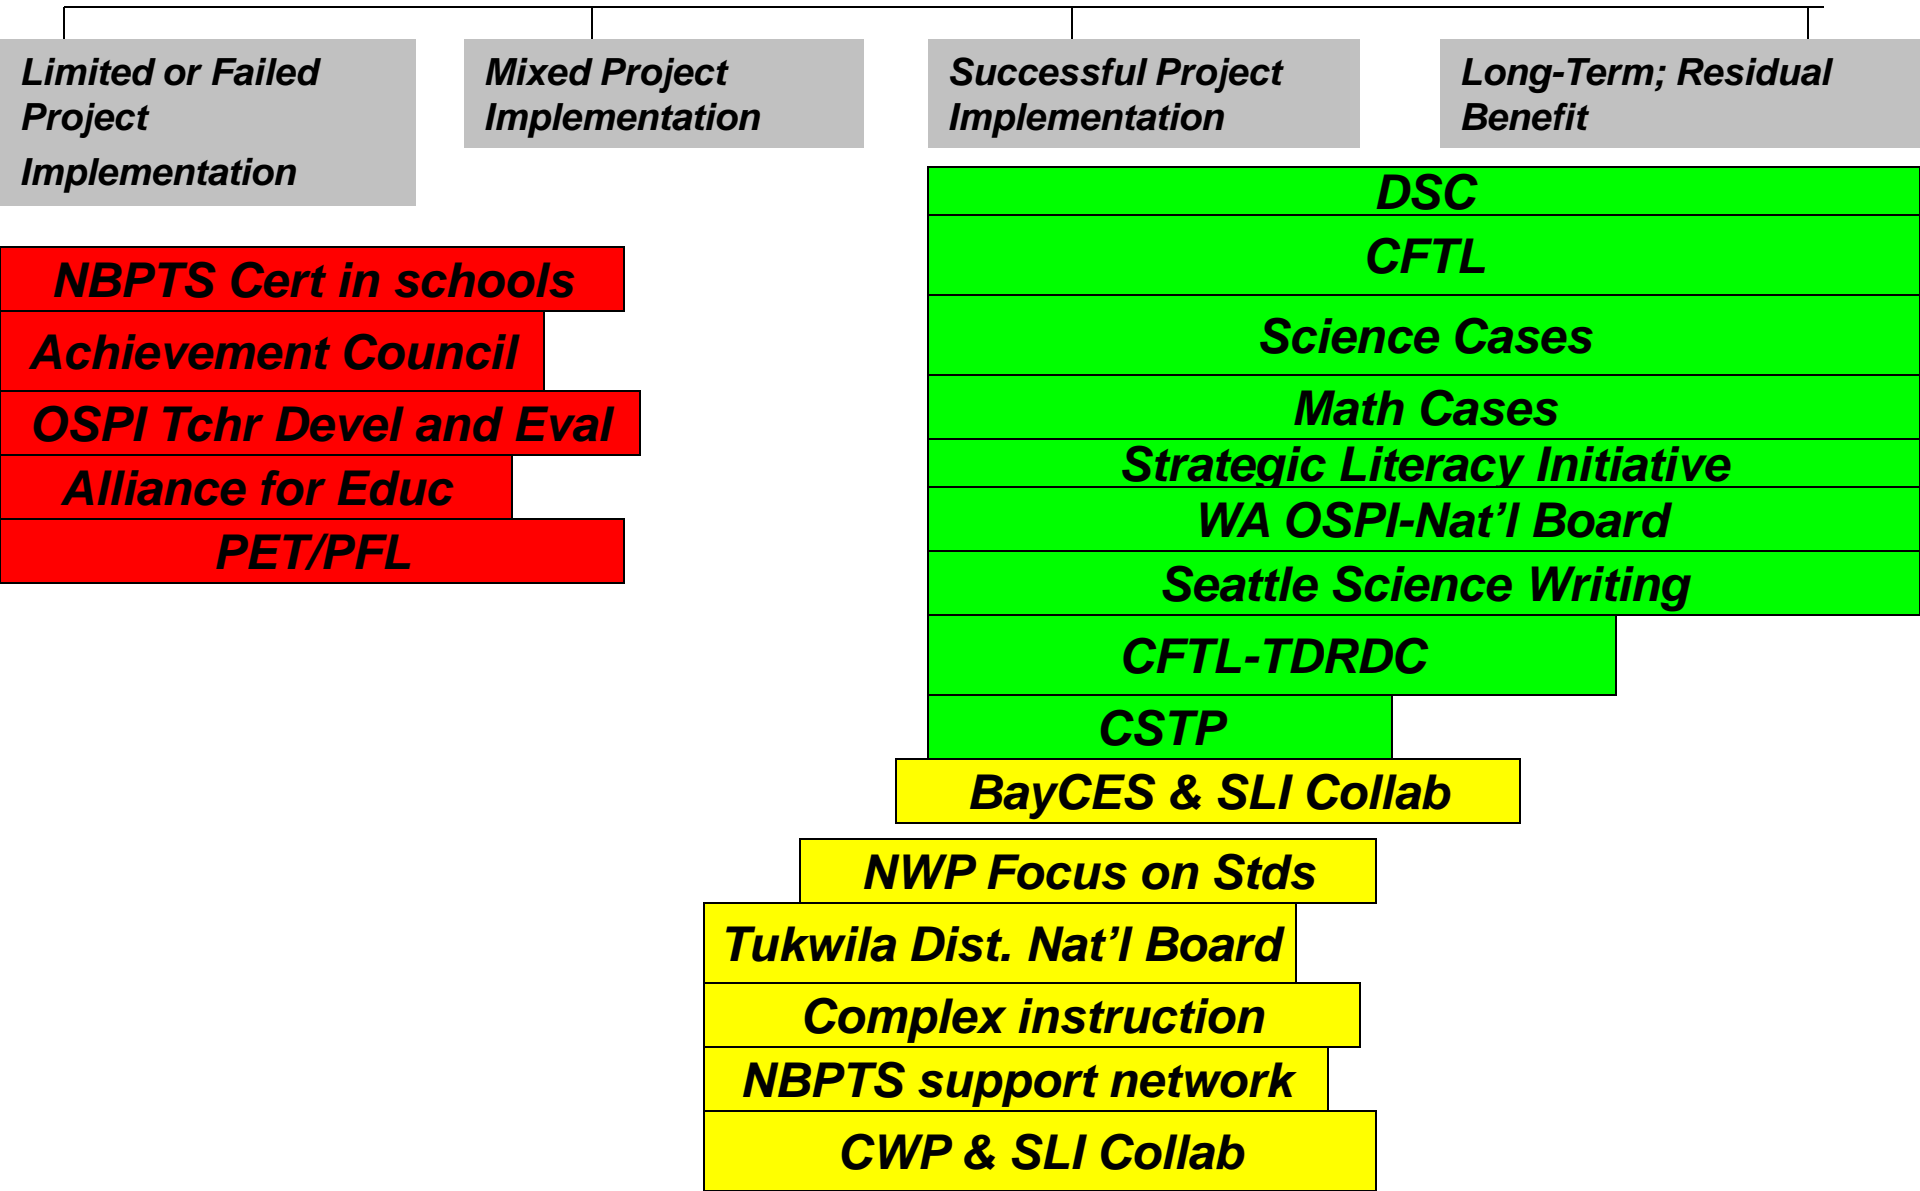 Limited or Failed
Project
Implementation
Mixed Project
Implementation
Successful Project
Implementation
Long-Term; Residual
Benefit
NBPTS Cert in schools
Achievement Council
OSPI Tchr Devel and Eval
Alliance for Educ
PET/PFL
DSC
CFTL
Science Cases
Math Cases
Strategic Literacy Initiative
WA OSPI-Nat’l Board
Seattle Science Writing
CFTL-TDRDC
CSTP
BayCES & SLI Collab
NWP Focus on Stds
Tukwila Dist. Nat’l Board
Complex instruction
NBPTS support network
CWP & SLI Collab